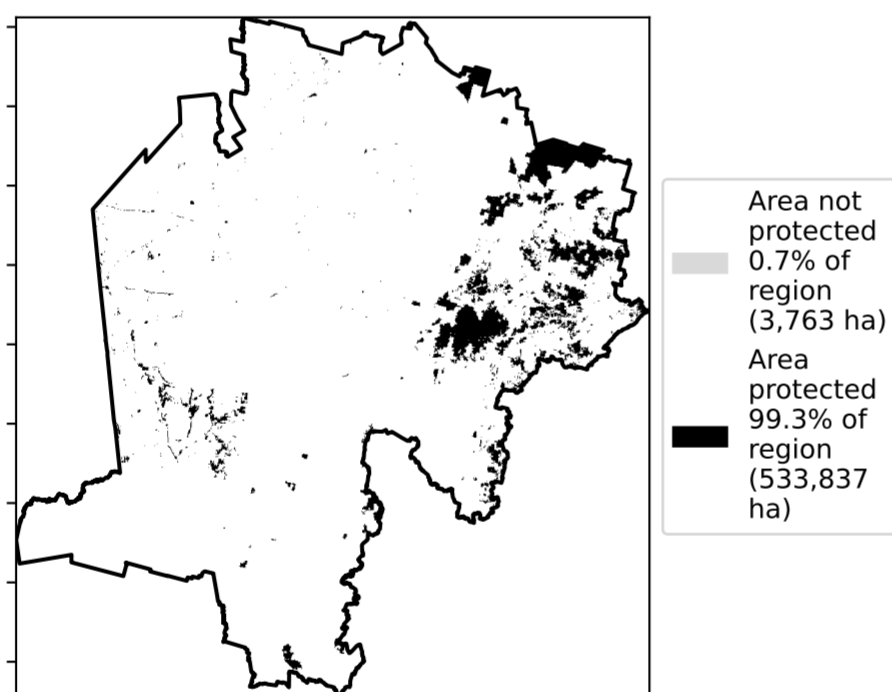 Area not
protected
0.7% of
region
(3,763 ha)
Area
protected
99.3% of
region
(533,837
ha)